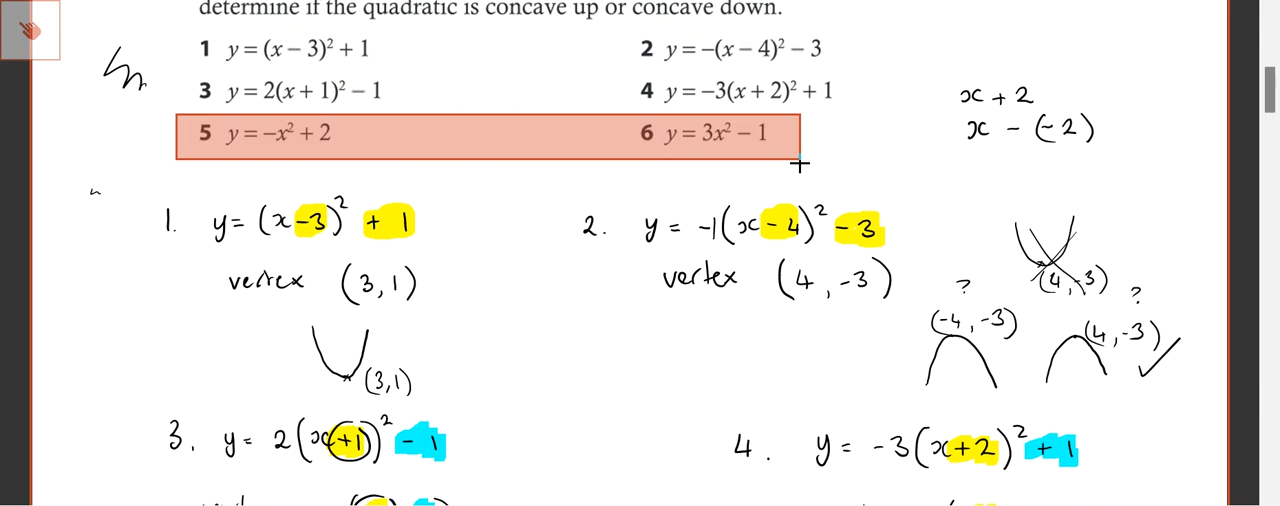 determine if the quadratic is concave up or concave down.
1 y = (x − 3)² + 1
2 y = −(x − 4)² − 3
3 y = 2(x + 1)² − 1
4 y = −3(x + 2)² + 1
5 y = −x² + 2
6 y = 3x² − 1
x + 2
x - (-2)
1. y = (x - 3)² + 1
vertex (3, 1)
(3, 1)
2. y = -1(x - 4)² - 3
vertex (4, -3)
(4, -3)
? ?
(-4, -3) (4, -3)
3. y = 2(x + 1)² - 1
4. y = -3(x + 2)² + 1